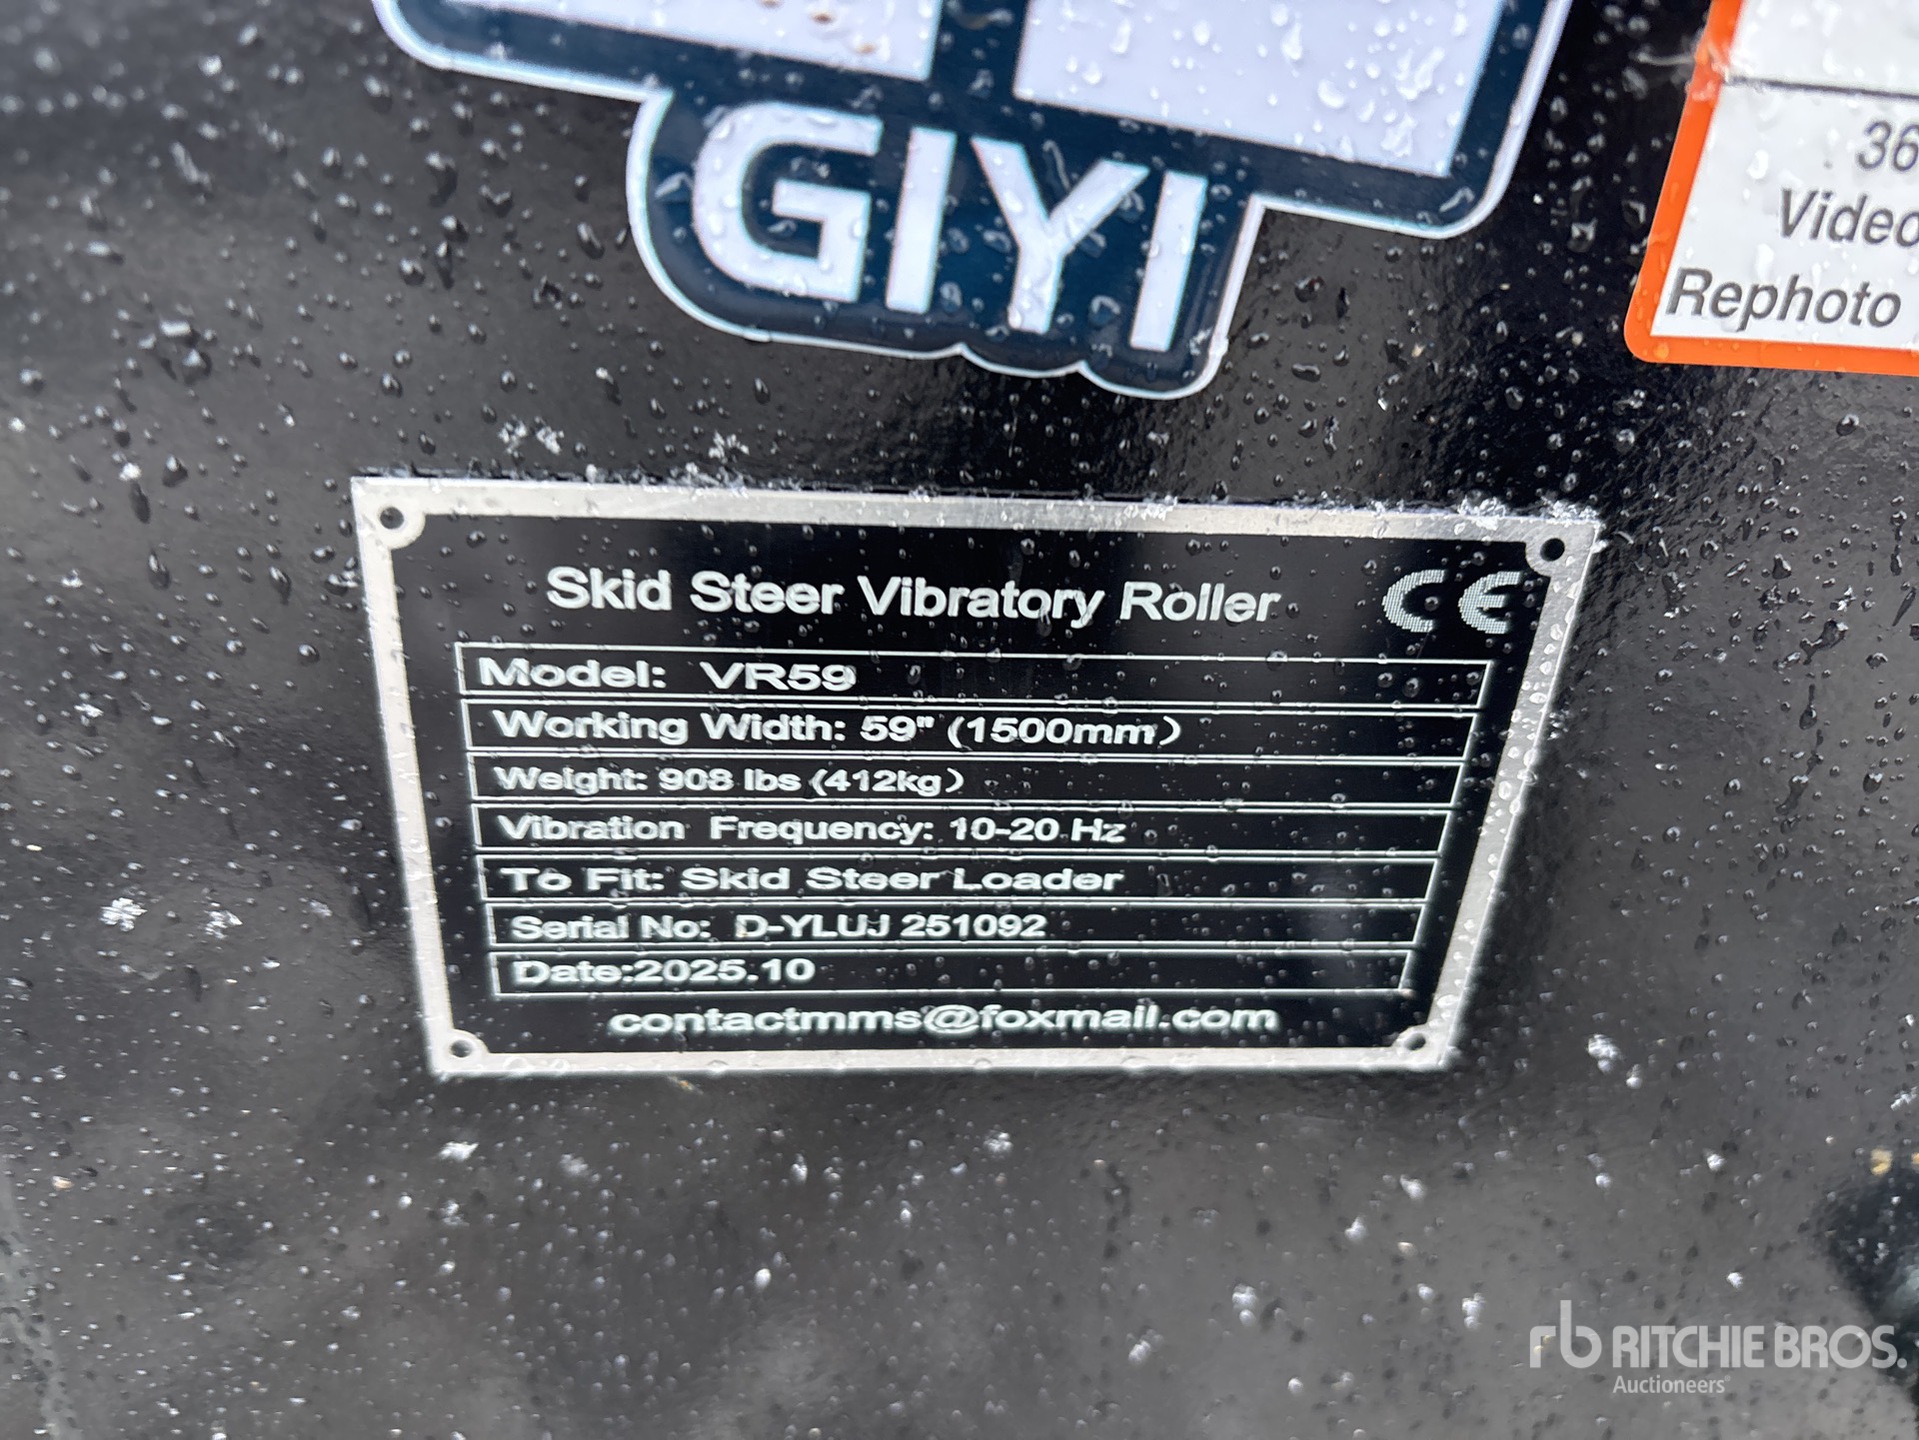 GIYI
36
Video
Rephoto
Skid Steer Vibratory Roller CE
Model: VR59
Working Width: 59" (1500mm)
Weight: 908 lbs (412kg)
Vibration Frequency: 10-20 Hz
To Fit: Skid Steer Loader
Serial No: D-YLUJ 251092
Date:2025.10
contactmms@foxmail.com
rb RITCHIE BROS.
Auctioneers